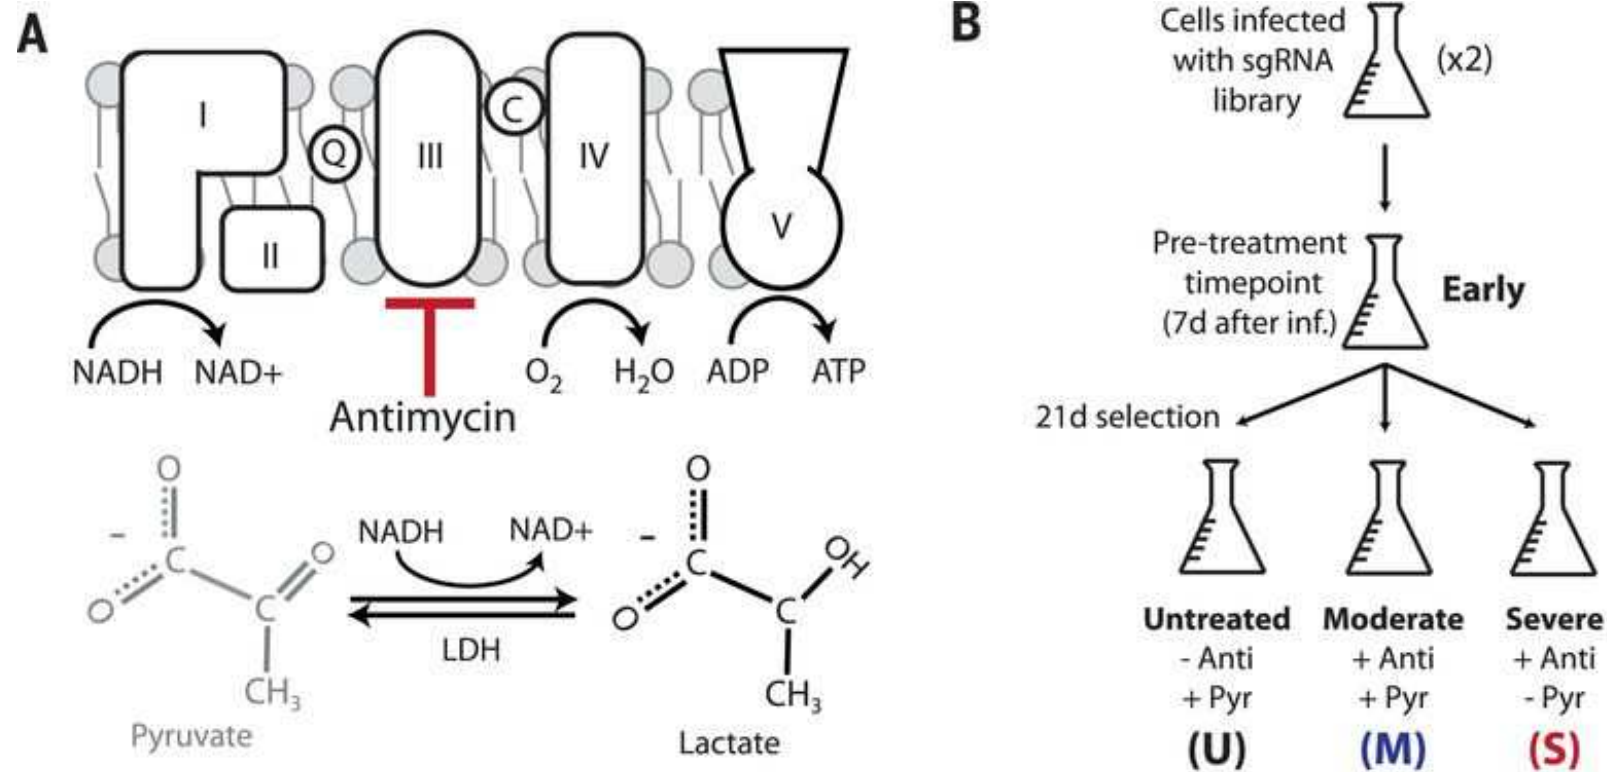 A
I
Q
III
C
IV
V
II
NADH NAD+
O2 H2O
ADP ATP
Antimycin
O
–
C
O
O
C
CH3
Pyruvate
NADH NAD+
LDH
O
–
C
O
OH
C
CH3
Lactate
B
Cells infected
with sgRNA
library
(x2)
Pre-treatment
timepoint
(7d after inf.)
Early
21d selection
Untreated
- Anti
+ Pyr
(U)
Moderate
+ Anti
+ Pyr
(M)
Severe
+ Anti
- Pyr
(S)